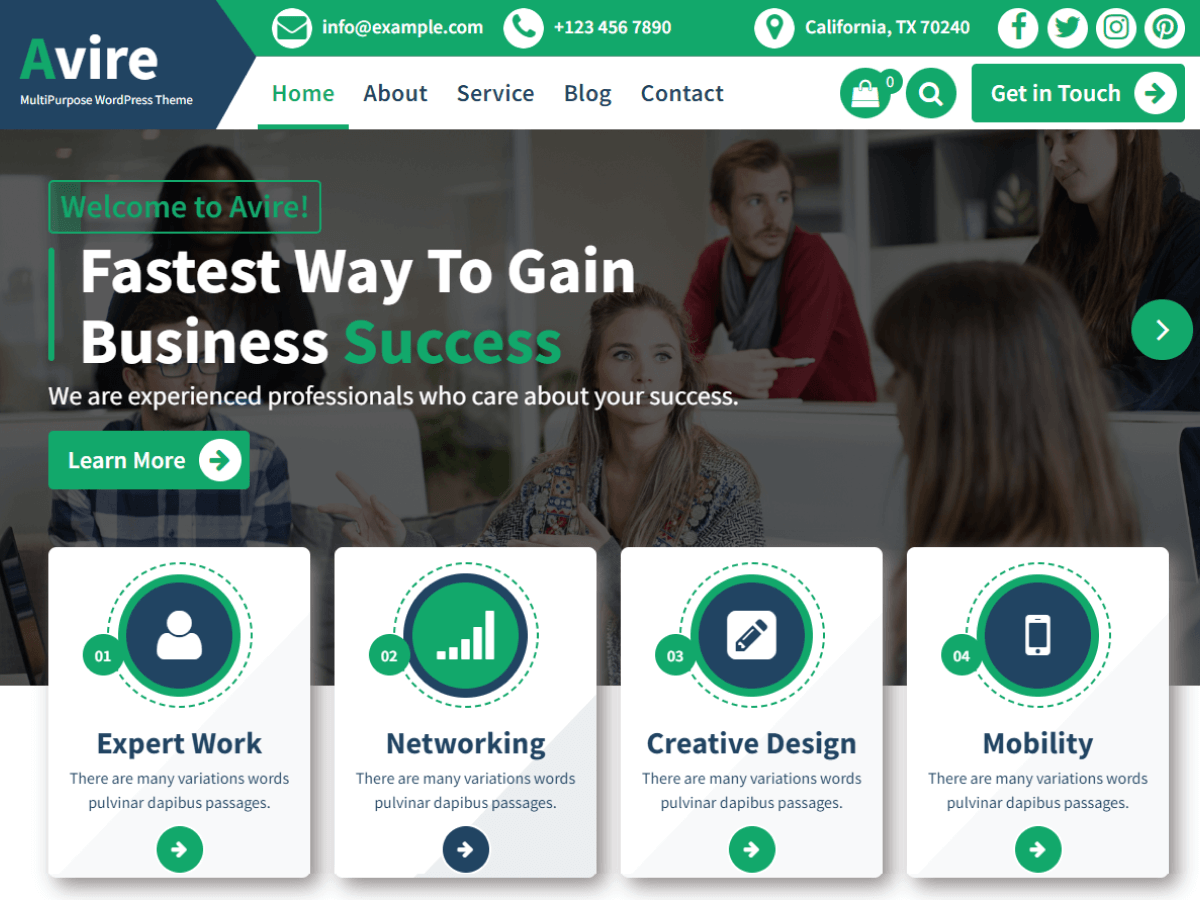 Avire
MultiPurpose WordPress Theme
info@example.com
+123 456 7890
California, TX 70240
Home
About
Service
Blog
Contact
0
Get in Touch
Welcome to Avire!
Fastest Way To Gain
Business Success
We are experienced professionals who care about your success.
Learn More
01
Expert Work
There are many variations words
pulvinar dapibus passages.
02
Networking
There are many variations words
pulvinar dapibus passages.
03
Creative Design
There are many variations words
pulvinar dapibus passages.
04
Mobility
There are many variations words
pulvinar dapibus passages.